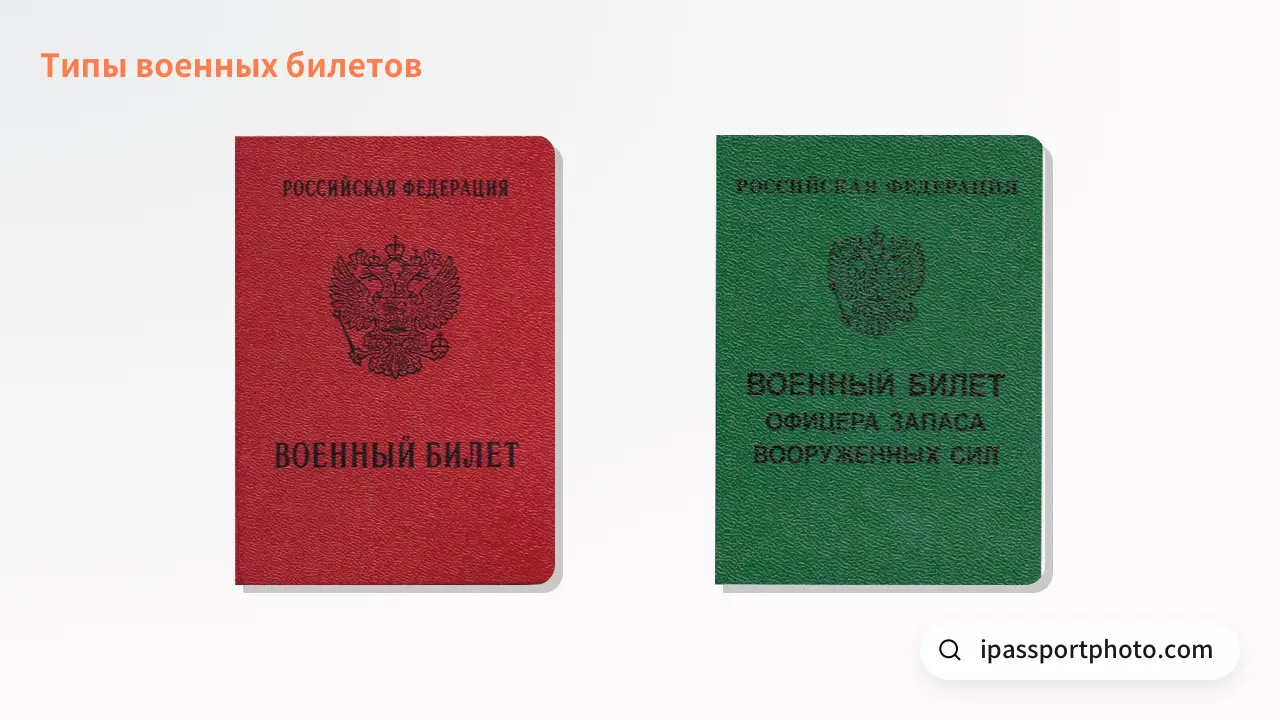 Типы военных билетов
РОССИЙСКАЯ ФЕДЕРАЦИЯ
ВОЕННЫЙ БИЛЕТ
РОССИЙСКАЯ ФЕДЕРАЦИЯ
ВОЕННЫЙ БИЛЕТ
ОФИЦЕРА ЗАПАСА
ВООРУЖЕННЫХ СИЛ
ipassportphoto.com